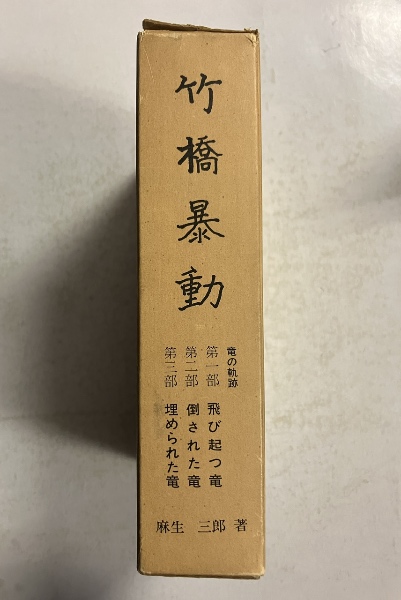 竹橋暴動
竜の軌跡
第一部 飛び起つ竜
第二部 倒された竜
第三部 埋められた竜
麻生 三郎 著